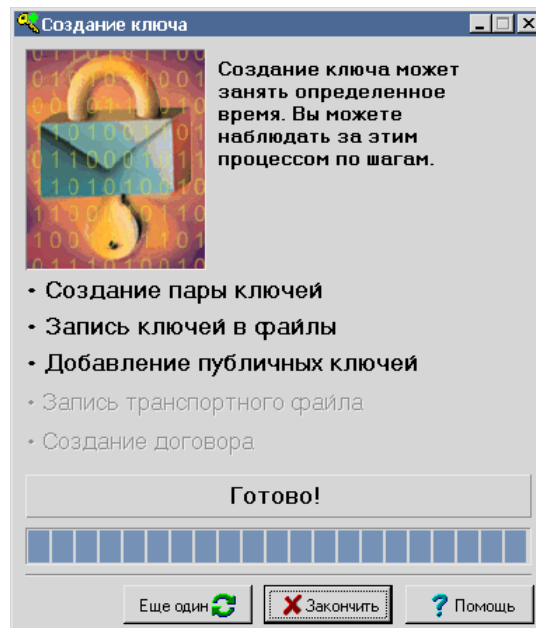 Создание ключа
Создание ключа может
занять определенное
время. Вы можете
наблюдать за этим
процессом по шагам.
• Создание пары ключей
• Запись ключей в файлы
• Добавление публичных ключей
• Запись транспортного файла
• Создание договора
Готово!
Еще один Закончить Помощь